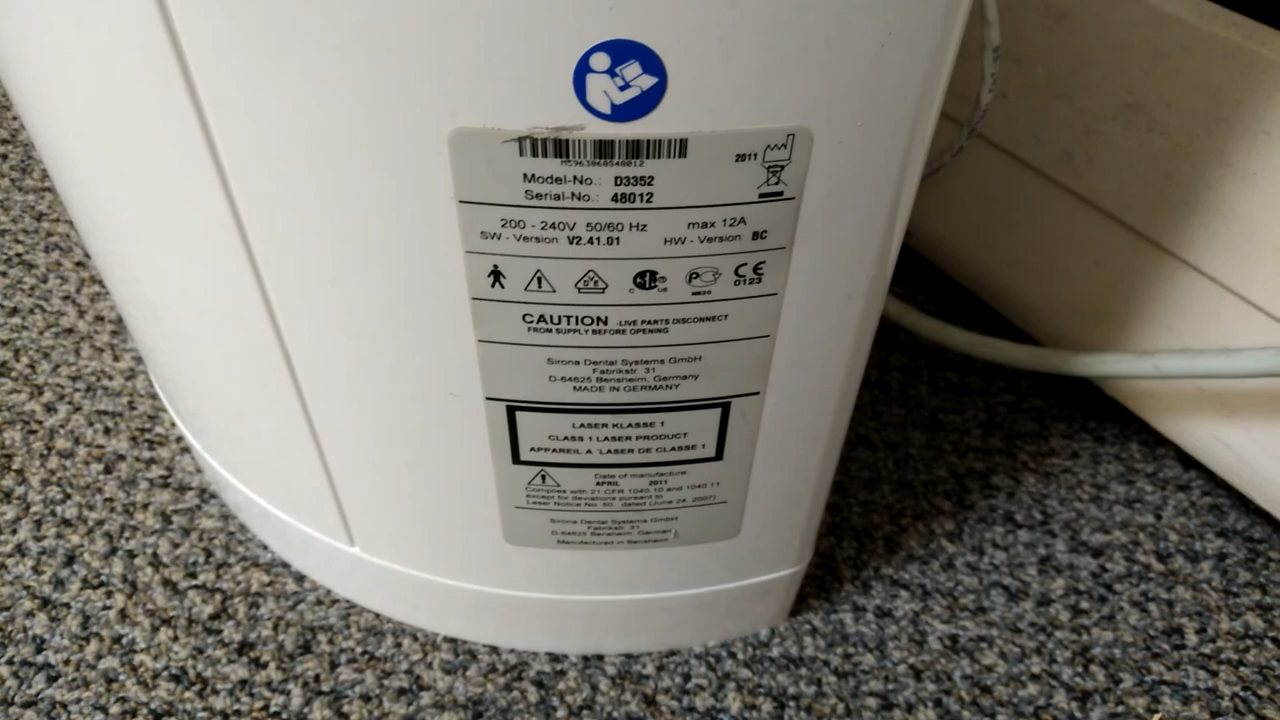 2011
Model-No.: D3352
Serial-No.: 48012
200 - 240V 50/60 Hz max 12A
SW - Version: V2.41.01 HW - Version: BC
DVE C US PC CE
0123
CAUTION -LIVE PARTS DISCONNECT
FROM SUPPLY BEFORE OPENING
Sirona Dental Systems GmbH
Fabrikstr. 31
D-64625 Bensheim, Germany
MADE IN GERMANY
LASER KLASSE 1
CLASS 1 LASER PRODUCT
APPAREIL A `LASER DE CLASSE 1
Date of manufacture:
APRIL 2011
Complies with 21 CFR 1040 10 and 1040 11
except for deviations pursuant to
Laser Notice No. 50, dated (June 24, 2007)
Sirona Dental Systems GmbH
Fabrikstr. 31
D-64625 Bensheim, Germany
Manufactured in Bensheim